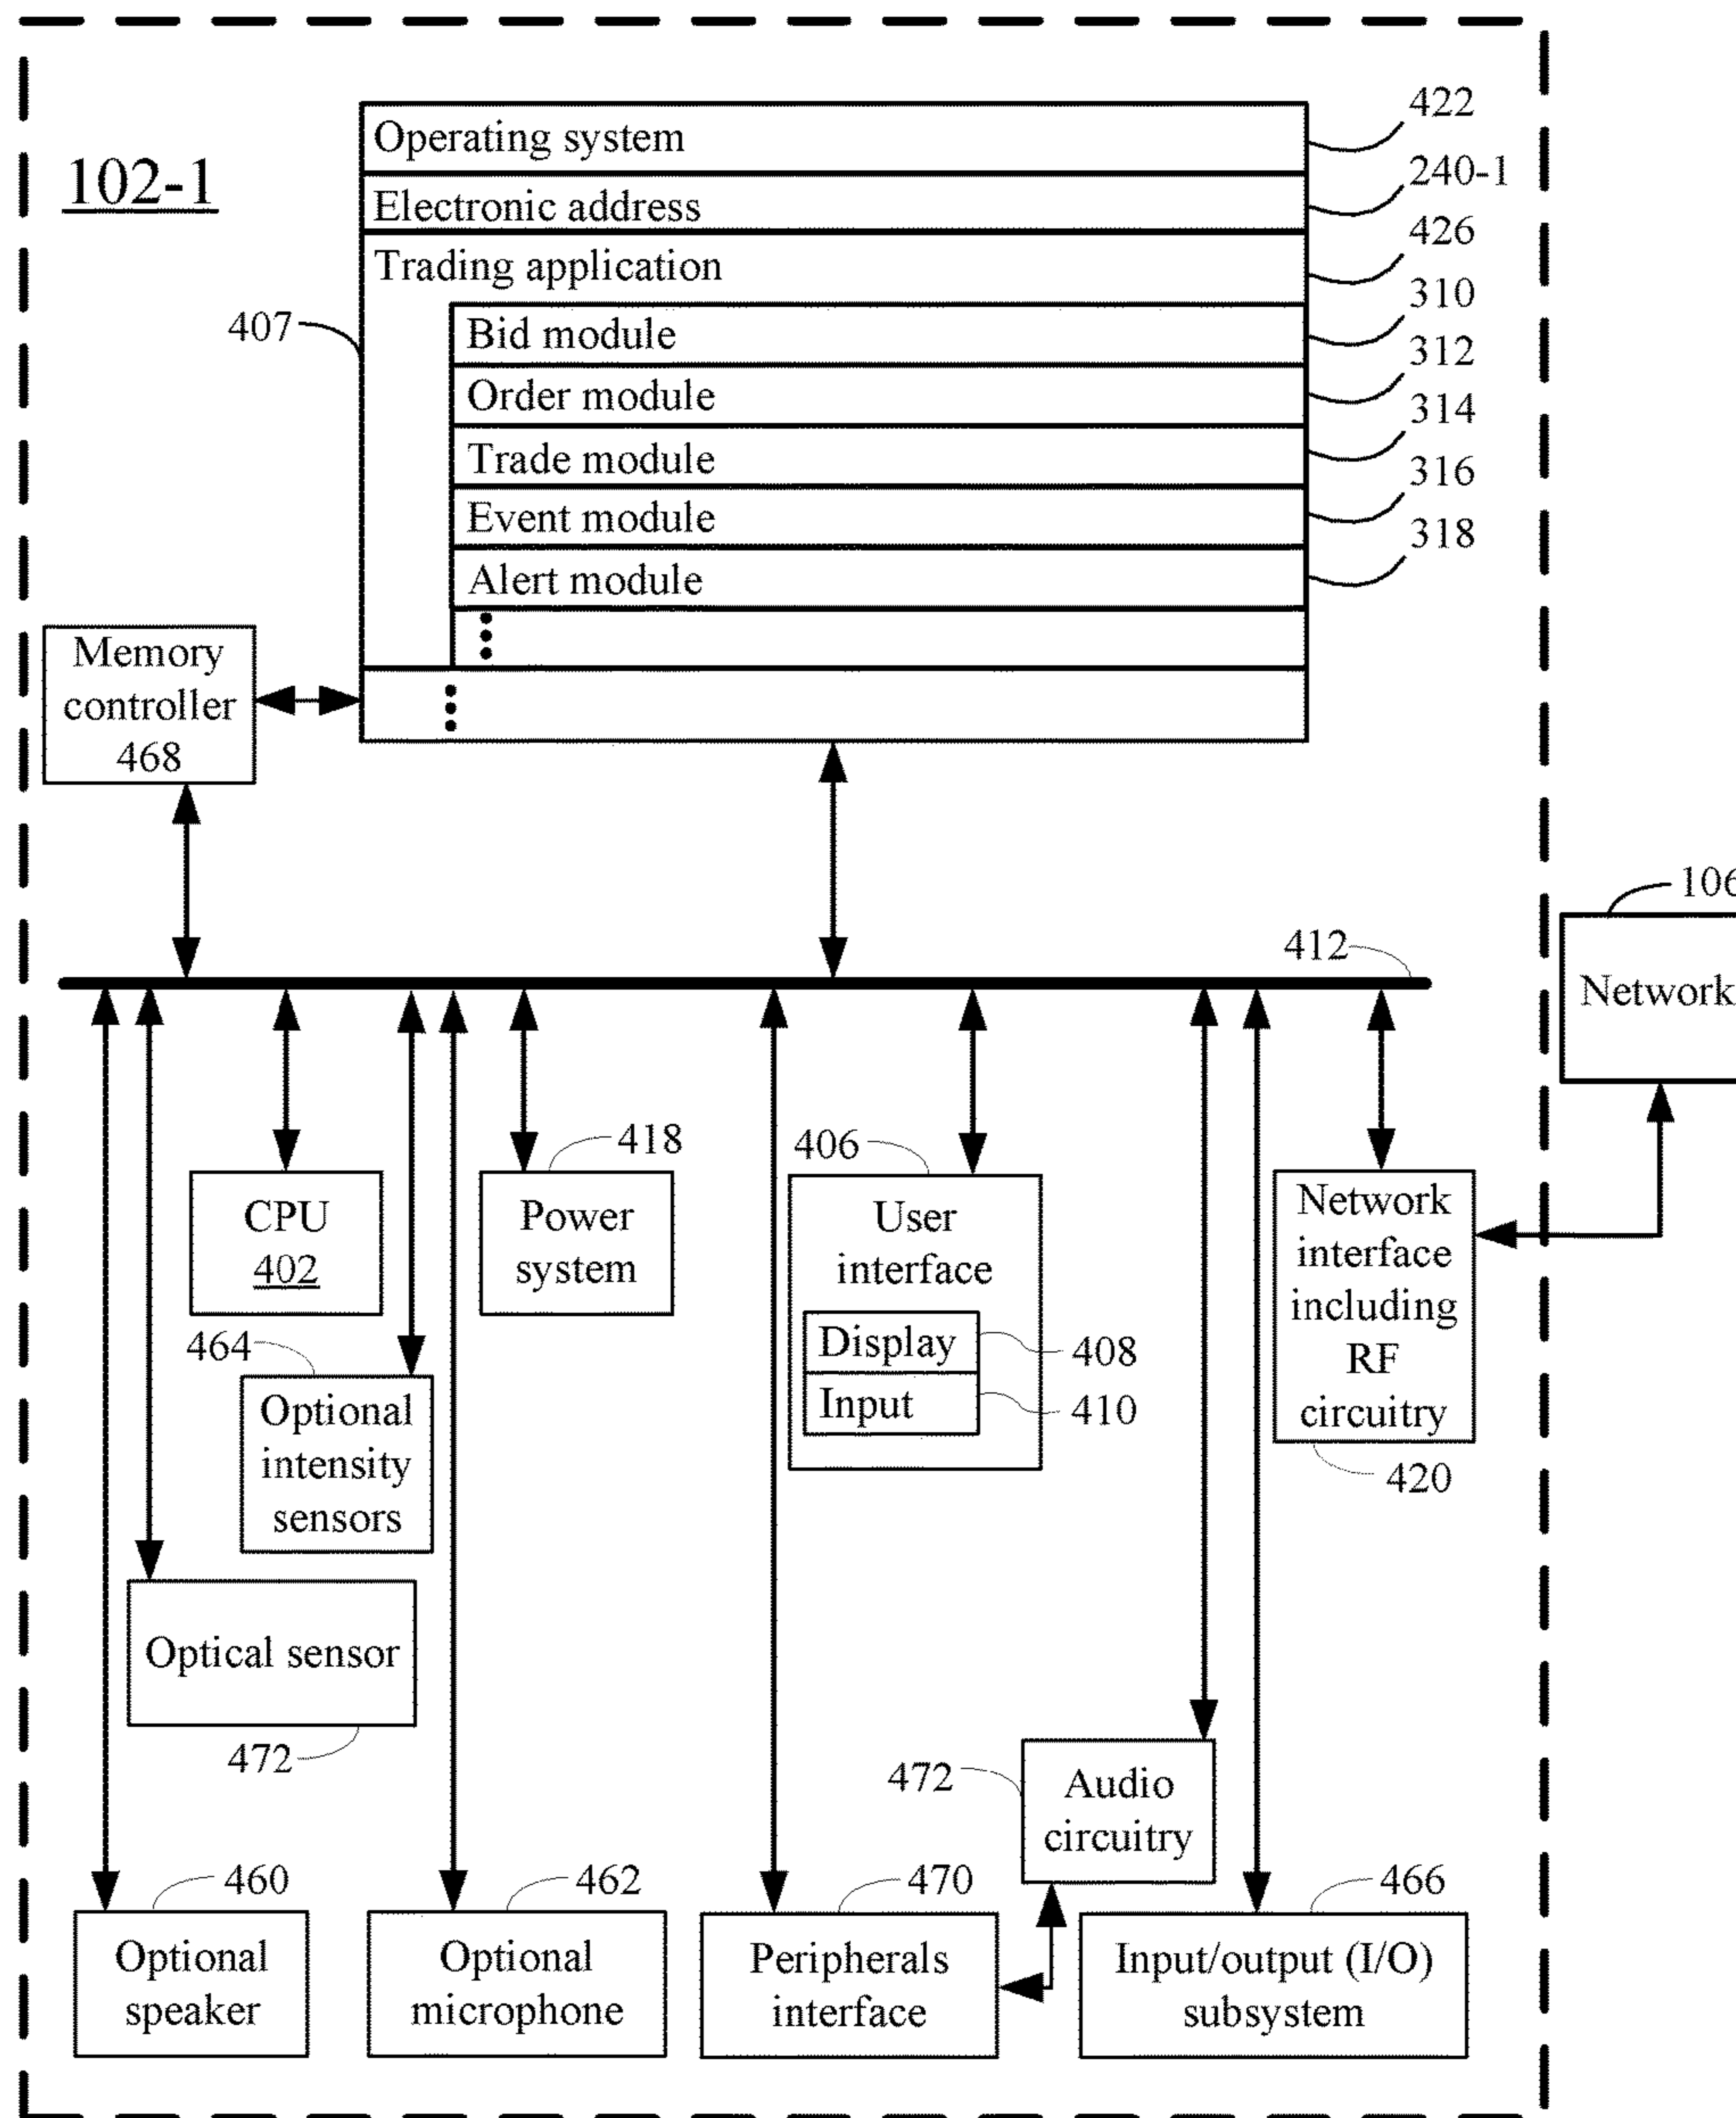 422
Operating system
240-1
102-1
Electronic address
426
Trading application
310
407
Bid module
312
Order module
314
Trade module
316
Event module
318
Alert module
Memory
controller
468
106
412
Network
418
406
CPU
402
Power
system
User
interface
Network
interface
including
RF
circuitry
464
Display
408
Input
410
420
Optional
intensity
sensors
Optical sensor
472
472
Audio
circuitry
460
462
470
466
Optional
speaker
Optional
microphone
Peripherals
interface
Input/output (I/O)
subsystem